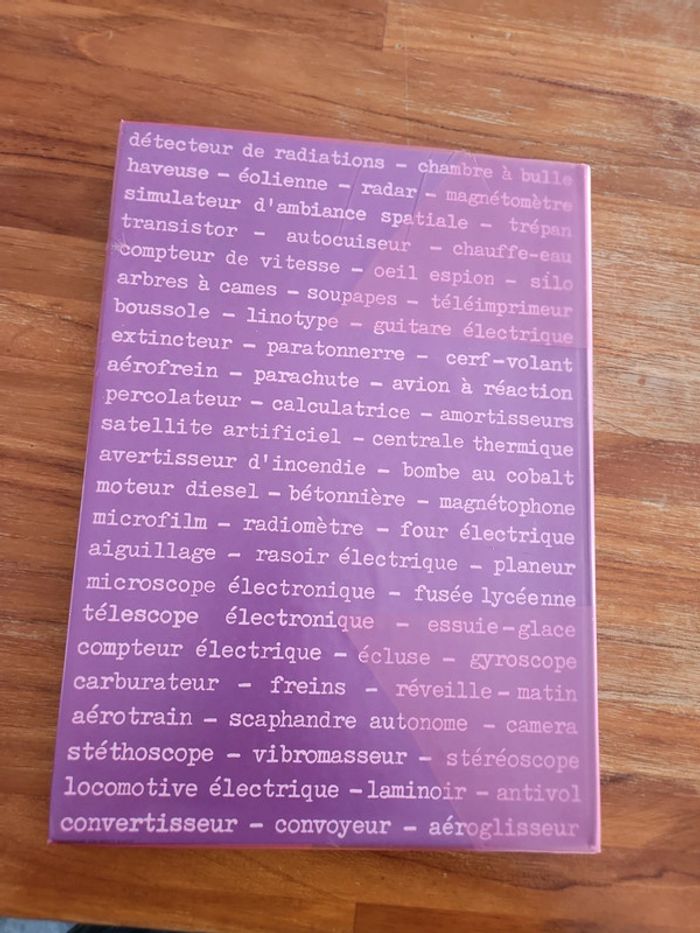 détecteur de radiations - chambre à bulle
haveuse - éolienne - radar - magnétomètre
simulateur d'ambiance spatiale - trépan
transistor - autocuiseur - chauffe-eau
compteur de vitesse - oeil espion - silo
arbres à cames - soupapes - téléimprimeur
boussole - linotype - guitare électrique
extincteur - paratonnerre - cerf-volant
aérofrein - parachute - avion à réaction
percolateur - calculatrice - amortisseurs
satellite artificiel - centrale thermique
avertisseur d'incendie - bombe au cobalt
moteur diesel - bétonnière - magnétophone
microfilm - radiomètre - four électrique
aiguillage - rasoir électrique - planeur
microscope électronique - fusée lycéenne
télescope électronique - essuie-glace
compteur électrique - écluse - gyroscope
carburateur - freins - réveille-matin
aérotrain - scaphandre autonome - camera
stéthoscope - vibromasseur - stéréoscope
locomotive électrique - laminoir - antivol
convertisseur - convoyeur - aéroglisseur